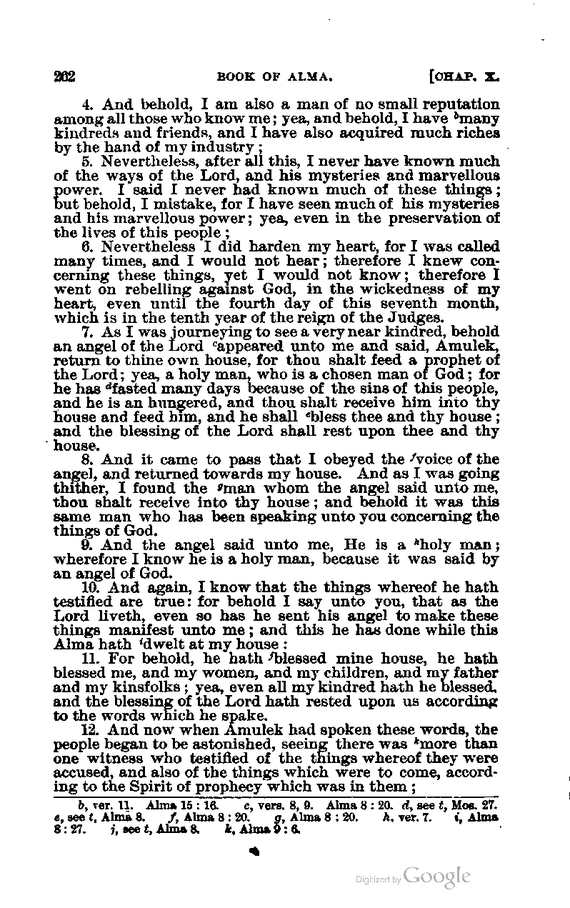 262 BOOK OF ALMA. [CHAP. X.
4. And behold, I am also a man of no small reputation
among all those who know me; yea, and behold, I have ᵇmany
kindreds and friends, and I have also acquired much riches
by the hand of my industry;
5. Nevertheless, after all this, I never have known much
of the ways of the Lord, and his mysteries and marvellous
power. I said I never had known much of these things;
but behold, I mistake, for I have seen much of his mysteries
and his marvellous power; yea, even in the preservation of
the lives of this people;
6. Nevertheless I did harden my heart, for I was called
many times, and I would not hear; therefore I knew con-
cerning these things, yet I would not know; therefore I
went on rebelling against God, in the wickedness of my
heart, even until the fourth day of this seventh month,
which is in the tenth year of the reign of the Judges.
7. As I was journeying to see a very near kindred, behold
an angel of the Lord ᶜappeared unto me and said, Amulek,
return to thine own house, for thou shalt feed a prophet of
the Lord; yea, a holy man, who is a chosen man of God; for
he has ᵈfasted many days because of the sins of this people,
and he is an hungered, and thou shalt receive him into thy
house and feed him, and he shall ᵉbless thee and thy house;
and the blessing of the Lord shall rest upon thee and thy
house.
8. And it came to pass that I obeyed the ᶠvoice of the
angel, and returned towards my house. And as I was going
thither, I found the ᵍman whom the angel said unto me,
thou shalt receive into thy house; and behold it was this
same man who has been speaking unto you concerning the
things of God.
9. And the angel said unto me, He is a ʰholy man;
wherefore I know he is a holy man, because it was said by
an angel of God.
10. And again, I know that the things whereof he hath
testified are true: for behold I say unto you, that as the
Lord liveth, even so has he sent his angel to make these
things manifest unto me; and this he has done while this
Alma hath ⁱdwelt at my house:
11. For behold, he hath ʲblessed mine house, he hath
blessed me, and my women, and my children, and my father
and my kinsfolks; yea, even all my kindred hath he blessed,
and the blessing of the Lord hath rested upon us according
to the words which he spake.
12. And now when Amulek had spoken these words, the
people began to be astonished, seeing there was ᵏmore than
one witness who testified of the things whereof they were
accused, and also of the things which were to come, accord-
ing to the Spirit of prophecy which was in them;
b, ver. 11. Alma 15:16. c, vers. 8, 9. Alma 8:20. d, see t, Mos. 27.
e, see t, Alma 8. f, Alma 8:20. g, Alma 8:20. h, ver. 7. i, Alma
8:27. j, see t, Alma 8. k, Alma 9:6.
Digitized by Google